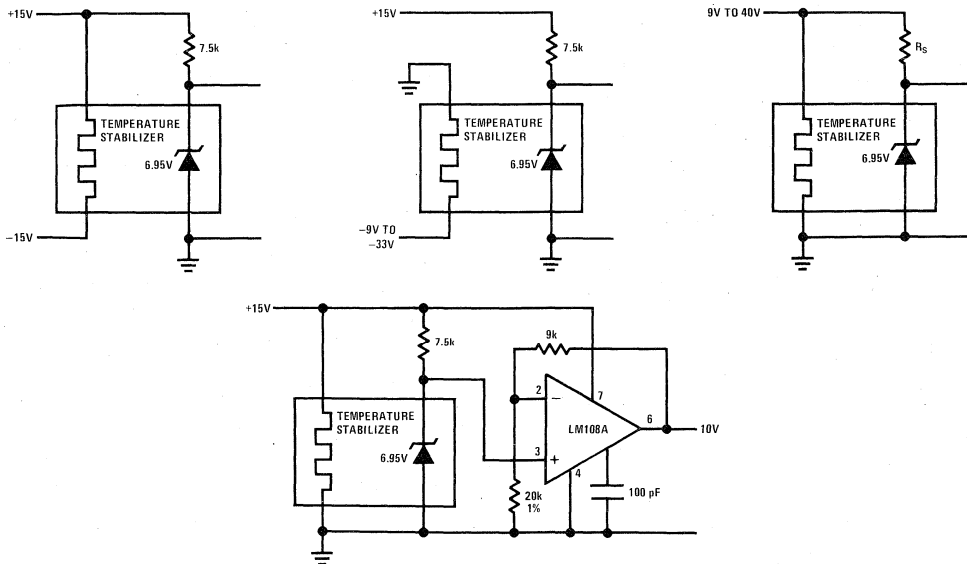 +15V
7.5k
TEMPERATURE
STABILIZER
6.95V
−15V
+15V
7.5k
TEMPERATURE
STABILIZER
6.95V
−9V TO
−33V
9V TO 40V
RS
TEMPERATURE
STABILIZER
6.95V
+15V
7.5k
9k
TEMPERATURE
STABILIZER
6.95V
2
−
7
LM108A
6
10V
3
+
4
20k
1%
100 pF